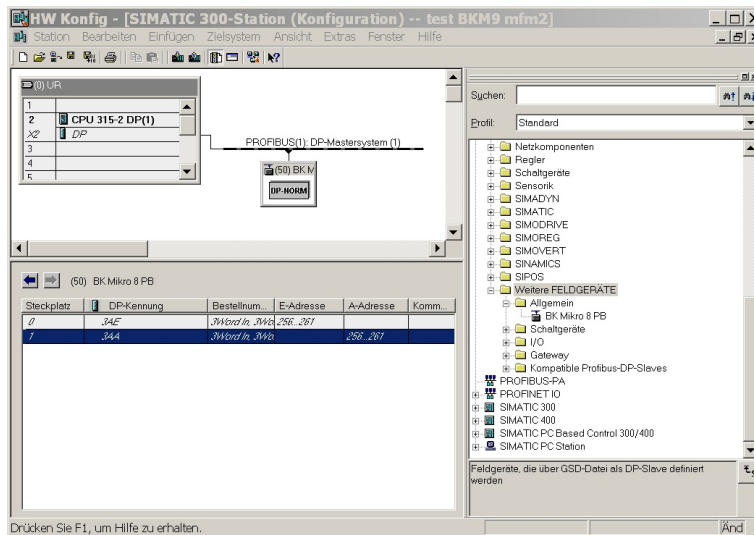 HW Konfig - [SIMATIC 300-Station (Konfiguration) -- test BKM9 mfm2]
Station Bearbeiten Einfügen Zielsystem Ansicht Extras Fenster Hilfe
(0) UR
1
2 CPU 315-2 DP(1)
X2 DP
3
4
5
PROFIBUS(1): DP-Mastersystem (1)
(50) BK M
DP-NORM
(50) BK Mikro 8 PB
Steckplatz DP-Kennung Bestellnum... E-Adresse A-Adresse Komm...
0 3AE 3Word In, 3Wo 256...261
1 3AA 3Word In, 3Wo 256...261
Suchen:
Profil: Standard
Netzkomponenten
Regler
Schaltgeräte
Sensorik
SIMADYN
SIMATIC
SIMODRIVE
SIMOREG
SIMOVERT
SINAMICS
SIPOS
Weitere FELDGERÄTE
Allgemein
BK Mikro 8 PB
Schaltgeräte
I/O
Gateway
Kompatible Profibus-DP-Slaves
PROFIBUS-PA
PROFINET IO
SIMATIC 300
SIMATIC 400
SIMATIC PC Based Control 300/400
SIMATIC PC Station
Feldgeräte, die über GSD-Datei als DP-Slave definiert
werden
Drücken Sie F1, um Hilfe zu erhalten.
Änd